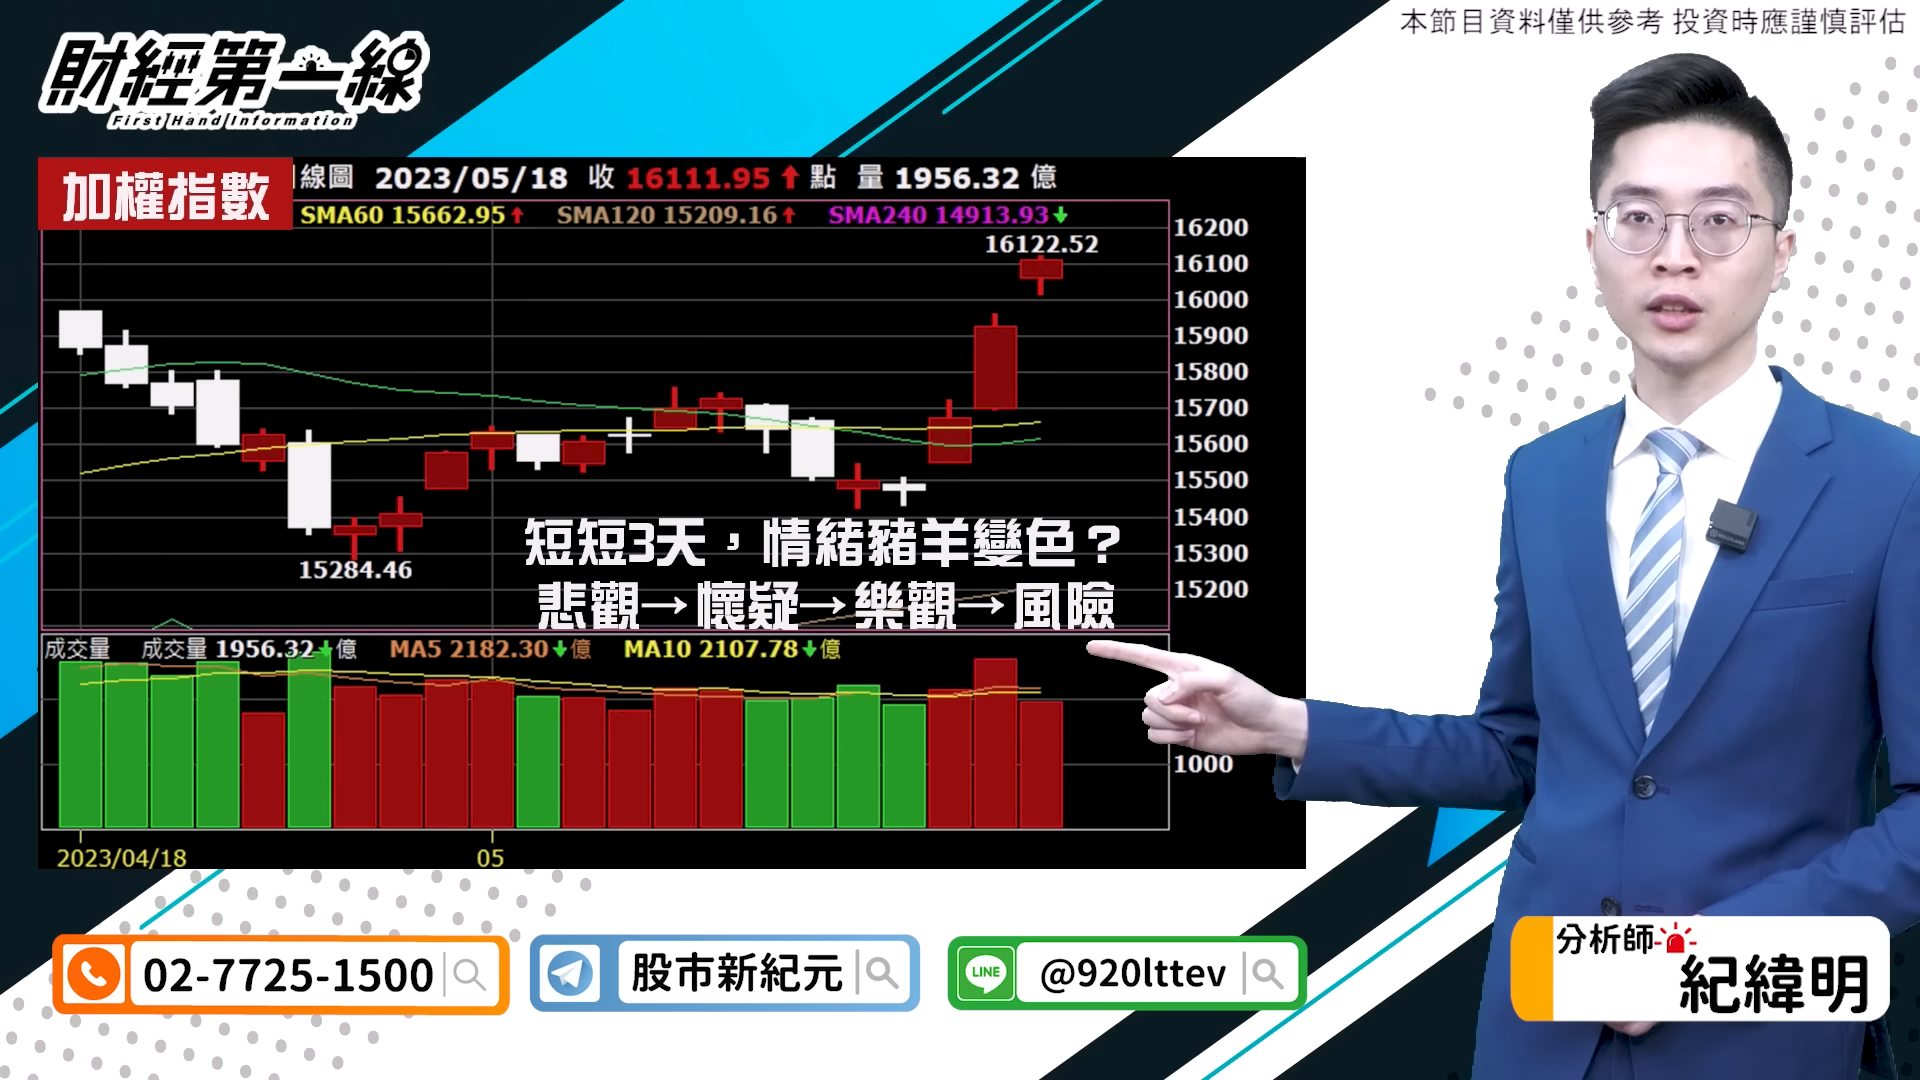 本節目資料僅供參考 投資時應謹慎評估
財經第一線
First Hand Information
加權指數
線圖 2023/05/18 收 16111.95 點 量 1956.32 億
SMA60 15662.95 SMA120 15209.16 SMA240 14913.93
16122.52
16200
16100
16000
15900
15800
15700
15600
15500
15400
15300
15200
15284.46
短短3天，情緒豬羊變色？
悲觀→懷疑→樂觀→風險
成交量 成交量 1956.32 億 MA5 2182.30 億 MA10 2107.78 億
1000
2023/04/18 05
02-7725-1500
股市新紀元
LINE @920lttev
分析師
紀緯明